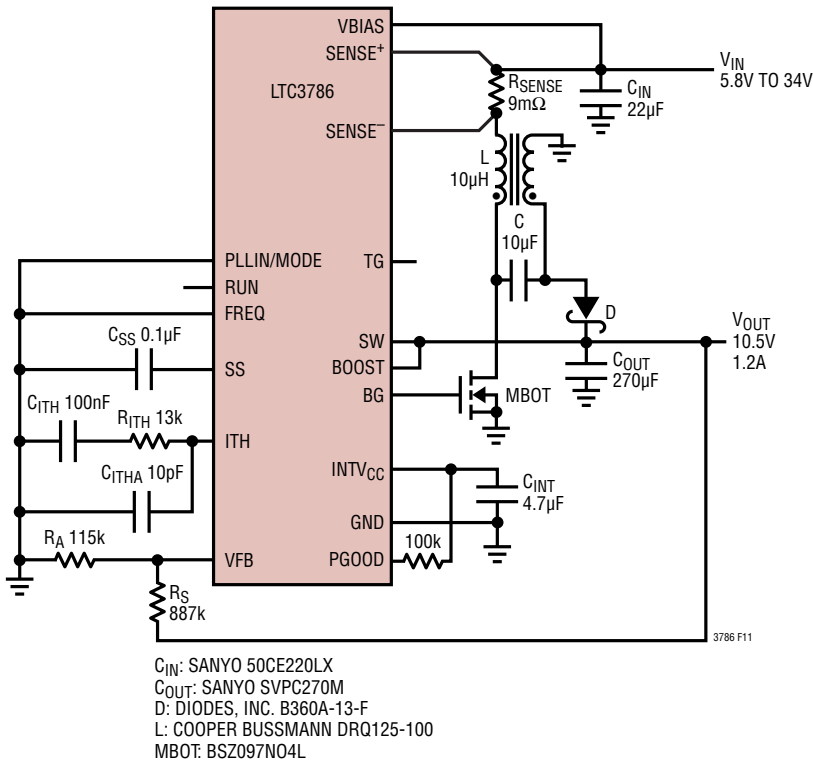 LTC3786
VBIAS
SENSE+
SENSE–
PLLIN/MODE
RUN
FREQ
SS
ITH
VFB
TG
SW
BOOST
BG
INTVCC
GND
PGOOD
VIN
5.8V TO 34V
RSENSE
9mΩ
CIN
22µF
L
10µH
C
10µF
D
VOUT
10.5V
1.2A
COUT
270µF
MBOT
CSS 0.1µF
CITH 100nF
RITH 13k
CITHA 10pF
CINT
4.7µF
100k
RA 115k
RS
887k
3786 F11
CIN: SANYO 50CE220LX
COUT: SANYO SVPC270M
D: DIODES, INC. B360A-13-F
L: COOPER BUSSMANN DRQ125-100
MBOT: BSZ097NO4L